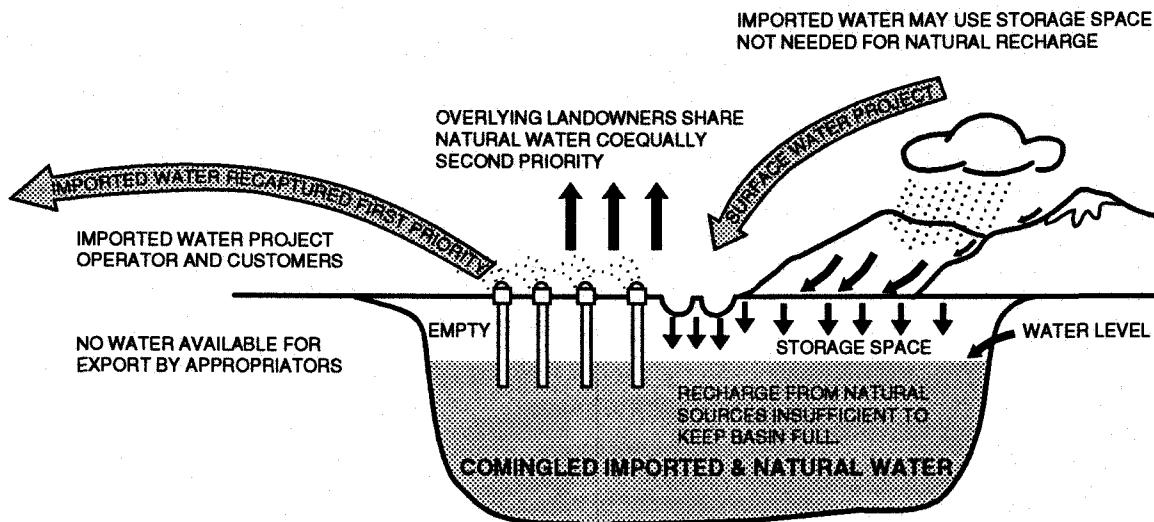 IMPORTED WATER MAY USE STORAGE SPACE
NOT NEEDED FOR NATURAL RECHARGE
SURFACE WATER PROJECT
OVERLYING LANDOWNERS SHARE
NATURAL WATER COEQUALLY
SECOND PRIORITY
IMPORTED WATER RECAPTURED FIRST PRIORITY
IMPORTED WATER PROJECT
OPERATOR AND CUSTOMERS
NO WATER AVAILABLE FOR
EXPORT BY APPROPRIATORS
EMPTY
STORAGE SPACE
WATER LEVEL
RECHARGE FROM NATURAL
SOURCES INSUFFICIENT TO
KEEP BASIN FULL.
COMINGLED IMPORTED & NATURAL WATER